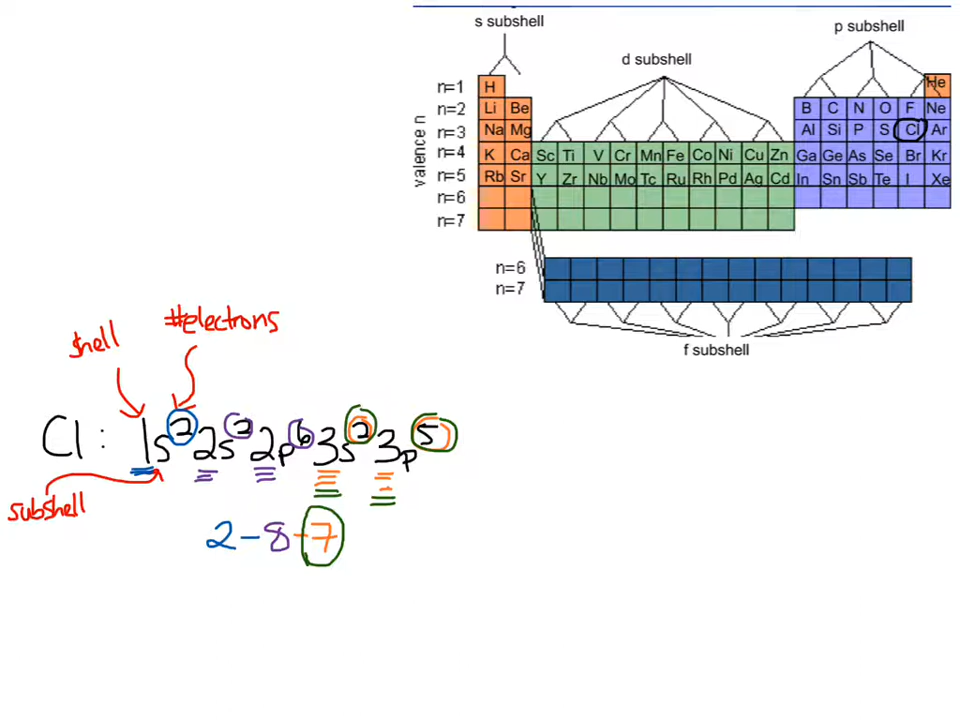 s subshell
p subshell
d subshell
n=1 H He
n=2 Li Be B C N O F Ne
n=3 Na Mg Al Si P S Cl Ar
n=4 K Ca Sc Ti V Cr Mn Fe Co Ni Cu Zn Ga Ge As Se Br Kr
n=5 Rb Sr Y Zr Nb Mo Tc Ru Rh Pd Ag Cd In Sn Sb Te I Xe
n=6
n=7
valence n
n=6
n=7
f subshell
#electrons
shell
Cl : 1s² 2s² 2p⁶ 3s² 3p⁵
subshell
2-8-7